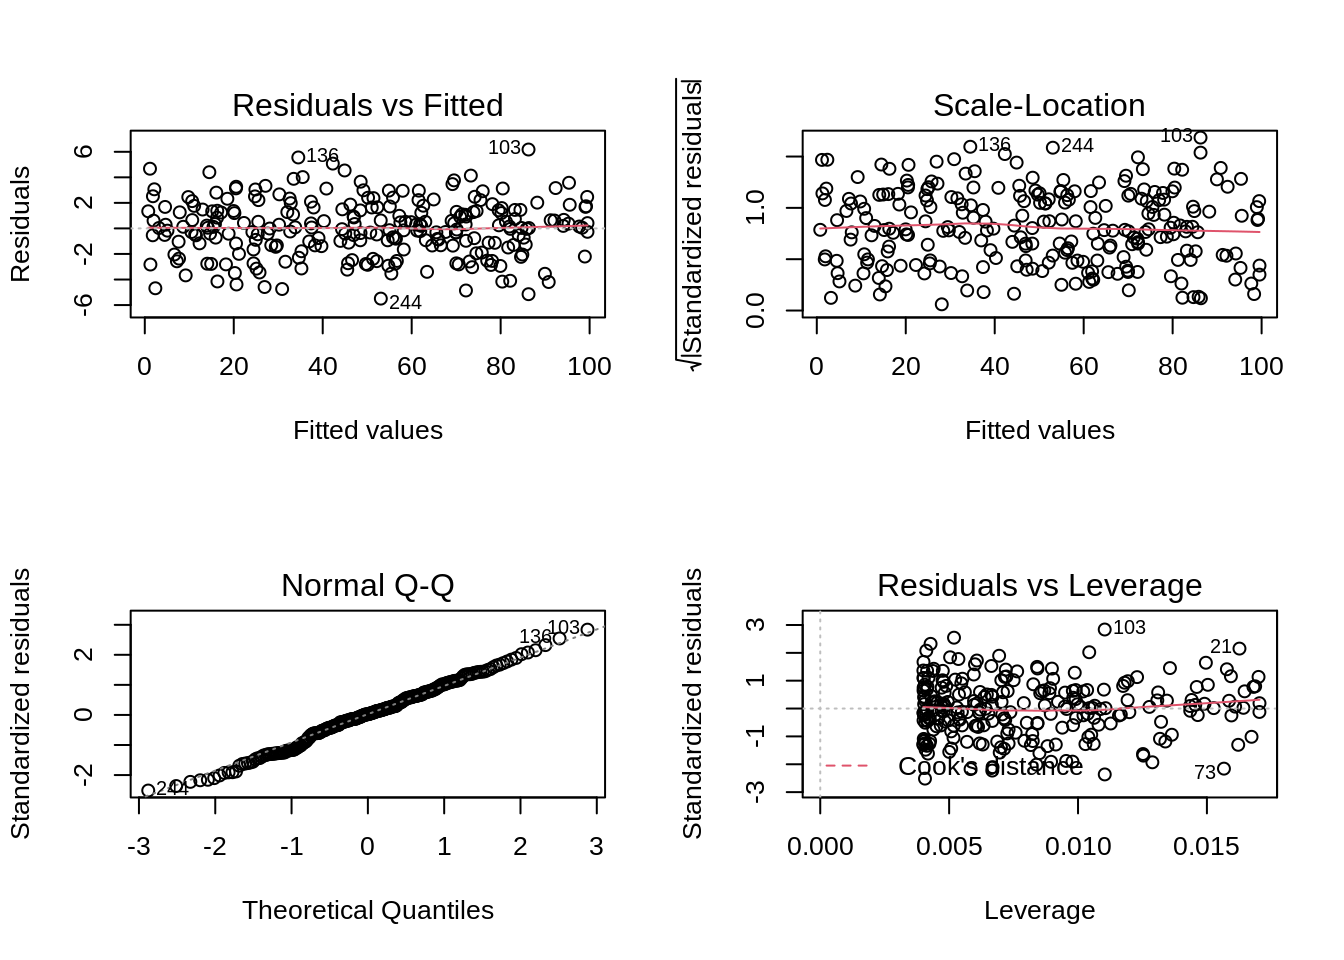 Residuals vs Fitted
Residuals
6
2
-2
-6
136
103
244
0 20 40 60 80 100
Fitted values
Scale-Location
√|Standardized residuals|
1.0
0.0
136
244
103
0 20 40 60 80 100
Fitted values
Normal Q-Q
Standardized residuals
2
0
-2
103
136
244
-3 -2 -1 0 1 2 3
Theoretical Quantiles
Residuals vs Leverage
Standardized residuals
3
1
-1
-3
103
21
73
Cook's distance
0.000 0.005 0.010 0.015
Leverage